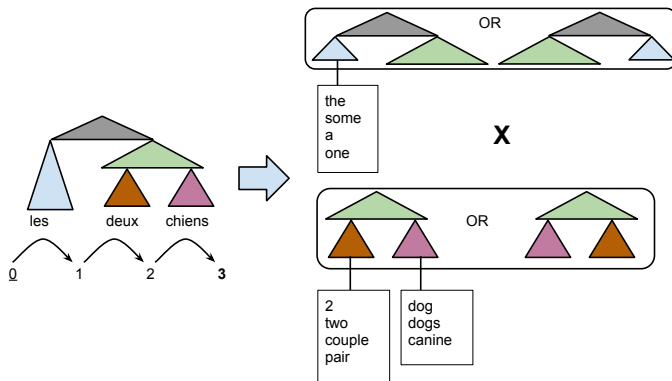 OR
the
some
a
one
X
les deux chiens
0 1 2 3
OR
2
two
couple
pair
dog
dogs
canine